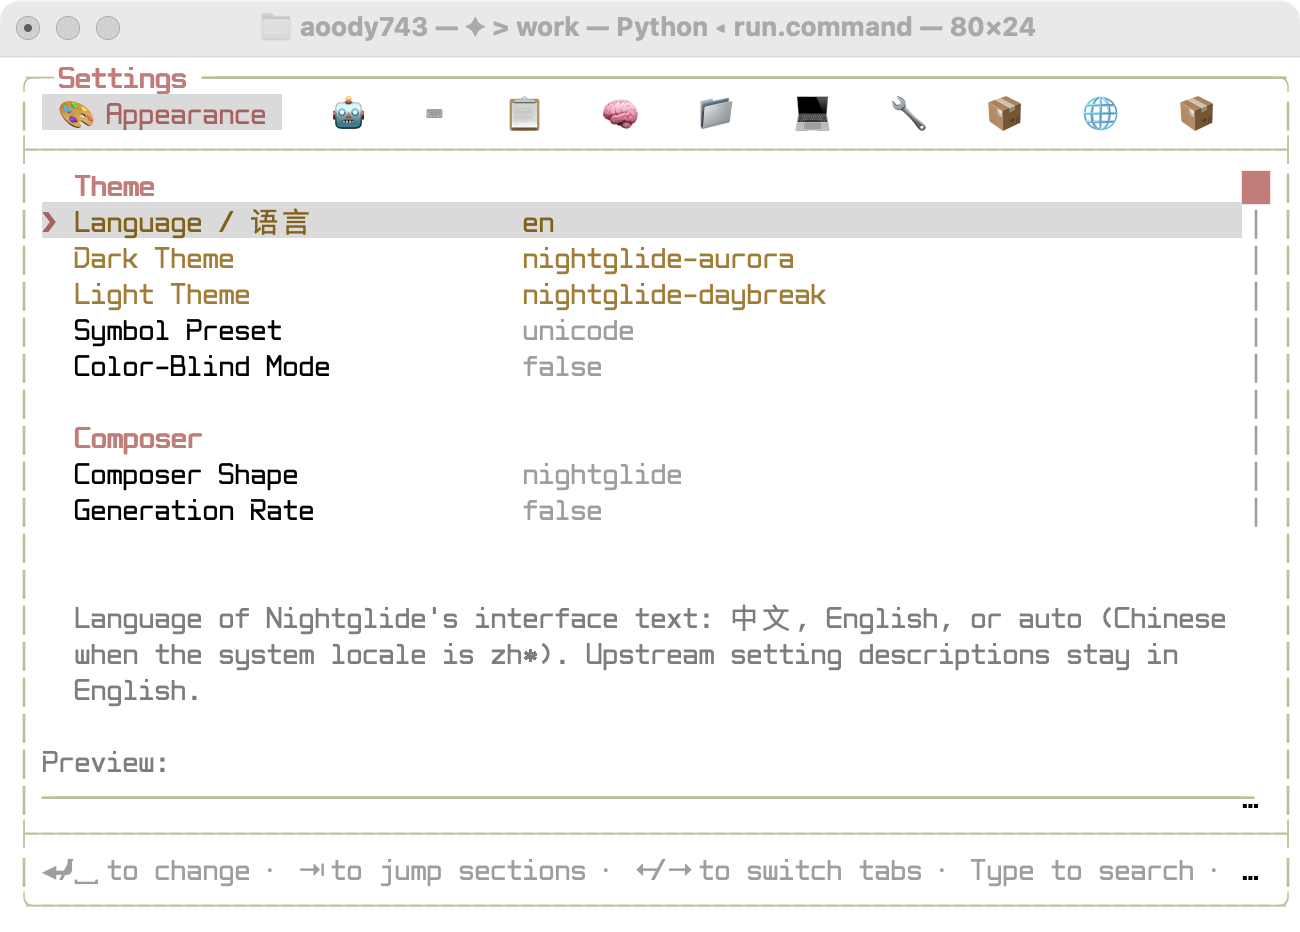 aoody743 — ✦ > work — Python ◂ run.command — 80×24
Settings
Appearance
Theme
❯ Language / 语言 en
Dark Theme nightglide-aurora
Light Theme nightglide-daybreak
Symbol Preset unicode
Color-Blind Mode false
Composer
Composer Shape nightglide
Generation Rate false
Language of Nightglide's interface text: 中文, English, or auto (Chinese
when the system locale is zh*). Upstream setting descriptions stay in
English.
Preview:
…
to change · ⇥ to jump sections · ←/→ to switch tabs · Type to search · …